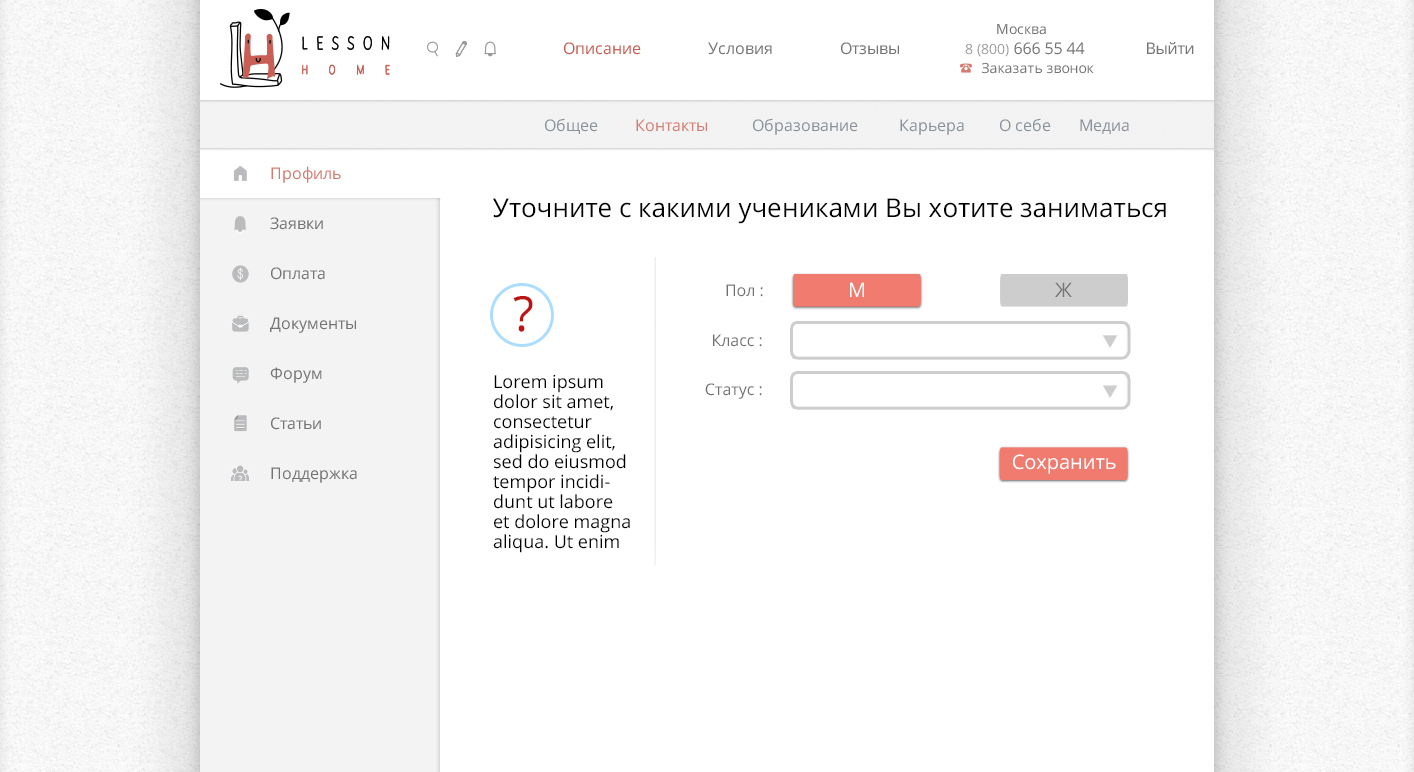 LESSON
HOME
Описание
Условия
Отзывы
Москва
8 (800) 666 55 44
Заказать звонок
Выйти
Общее
Контакты
Образование
Карьера
О себе
Медиа
Профиль
Заявки
Оплата
Документы
Форум
Статьи
Поддержка
Уточните с какими учениками Вы хотите заниматься
?
Lorem ipsum
dolor sit amet,
consectetur
adipisicing elit,
sed do eiusmod
tempor incidi-
dunt ut labore
et dolore magna
aliqua. Ut enim
Пол :
М
Ж
Класс :
Статус :
Сохранить